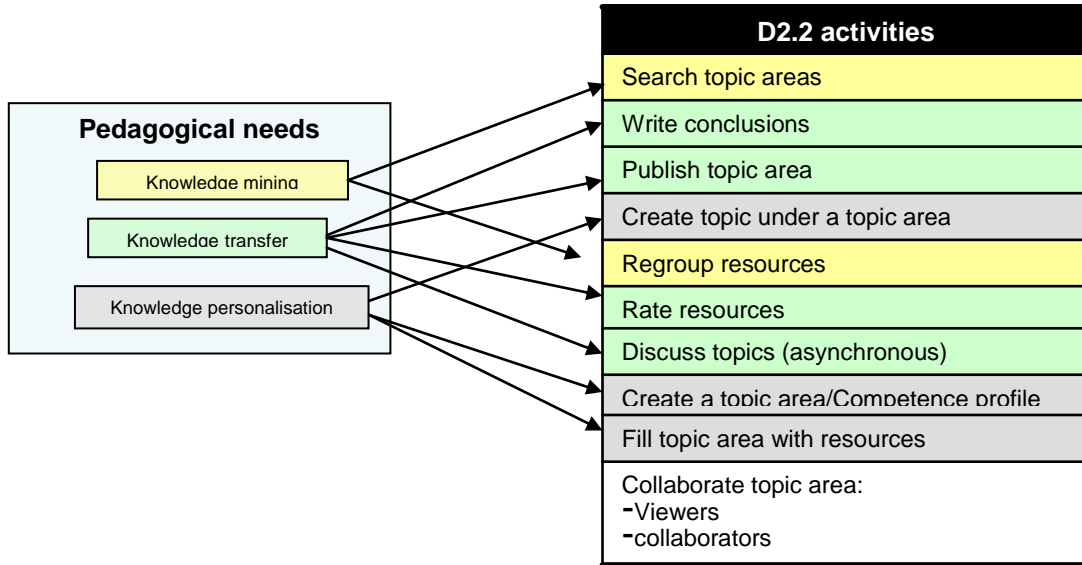 Pedagogical needs
Knowledge mining
Knowledge transfer
Knowledge personalisation
D2.2 activities
Search topic areas
Write conclusions
Publish topic area
Create topic under a topic area
Regroup resources
Rate resources
Discuss topics (asynchronous)
Create a topic area/Competence profile
Fill topic area with resources
Collaborate topic area:
-Viewers
-collaborators